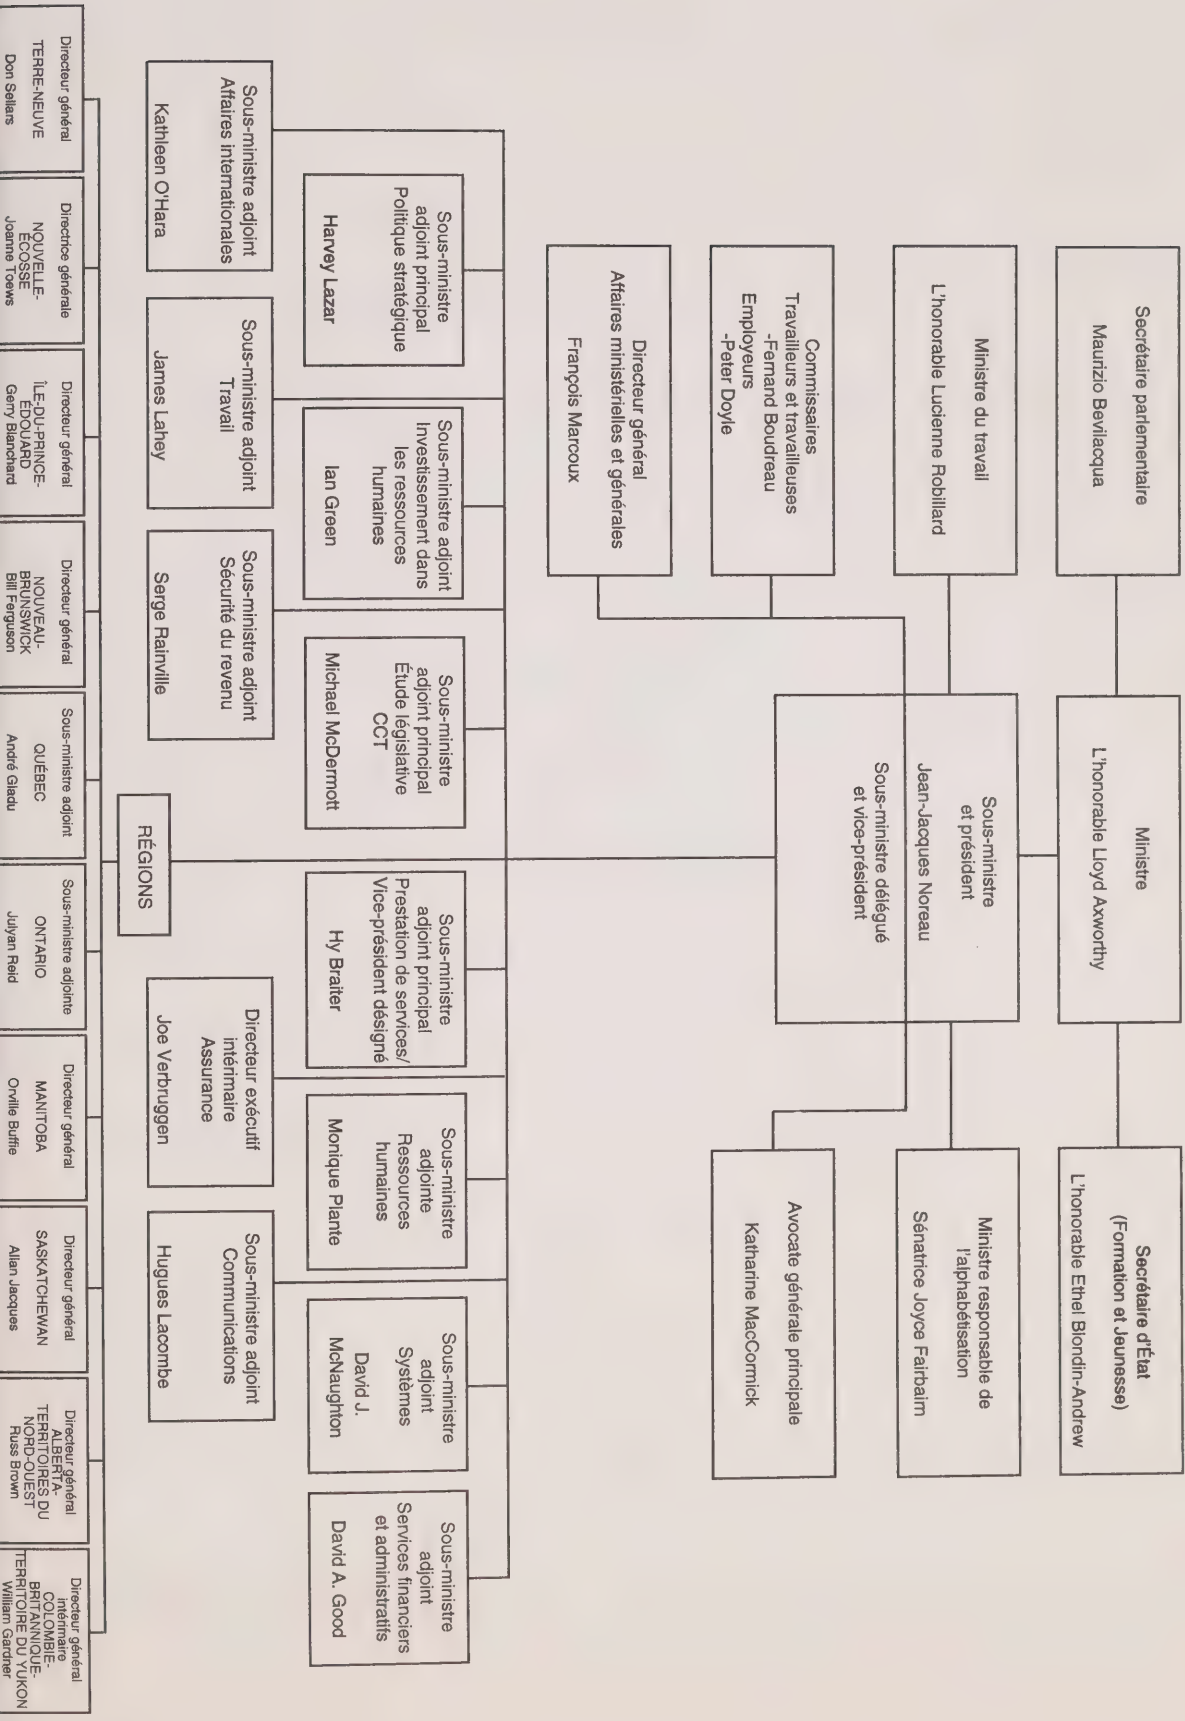 Secrétaire parlementaire
Maurizio Bevilacqua
Ministre
L'honorable Lloyd Axworthy
Secrétaire d'État
(Formation et Jeunesse)
L'honorable Ethel Blondin-Andrew
Ministre du travail
L'honorable Lucienne Robillard
Sous-ministre
et président
Jean-Jacques Noreau
Sous-ministre délégué
et vice-président
Ministre responsable de
l'alphabétisation
Sénatrice Joyce Fairbairn
Commissaires
Travailleurs et travailleuses
-Fernand Boudreau
Employeurs
-Peter Doyle
Avocate générale principale
Katharine MacCormick
Directeur général
Affaires ministérielles et générales
François Marcoux
Sous-ministre
adjoint principal
Politique stratégique
Harvey Lazar
Sous-ministre adjoint
Investissement dans
les ressources
humaines
Ian Green
Sous-ministre
adjoint principal
Étude législative
CCT
Michael McDermott
Sous-ministre
adjoint principal
Prestation de services/
Vice-président désigné
Hy Braiter
Sous-ministre
adjointe
Ressources
humaines
Monique Plante
Sous-ministre
adjoint
Systèmes
David J.
McNaughton
Sous-ministre
adjoint
Services financiers
et administratifs
David A. Good
Sous-ministre adjoint
Affaires internationales
Kathleen O'Hara
Sous-ministre adjoint
Travail
James Lahey
Sous-ministre adjoint
Sécurité du revenu
Serge Rainville
Directeur exécutif
intérimaire
Assurance
Joe Verbruggen
Sous-ministre adjoint
Communications
Hugues Lacombe
RÉGIONS
Directeur général
TERRE-NEUVE
Don Sellars
Directrice générale
NOUVELLE-
ÉCOSSE
Joanne Toews
Directeur général
ÎLE-DU-PRINCE-
ÉDOUARD
Gerry Blanchard
Directeur général
NOUVEAU-
BRUNSWICK
Bill Ferguson
Sous-ministre adjoint
QUÉBEC
André Gladu
Sous-ministre adjointe
ONTARIO
Julyan Reid
Directeur général
MANITOBA
Orville Buffie
Directeur général
SASKATCHEWAN
Allan Jacques
Directeur général
ALBERTA-
TERRITOIRES DU
NORD-OUEST
Russ Brown
Directeur général
intérimaire
COLOMBIE-
BRITANNIQUE-
TERRITOIRE DU YUKON
William Gardner